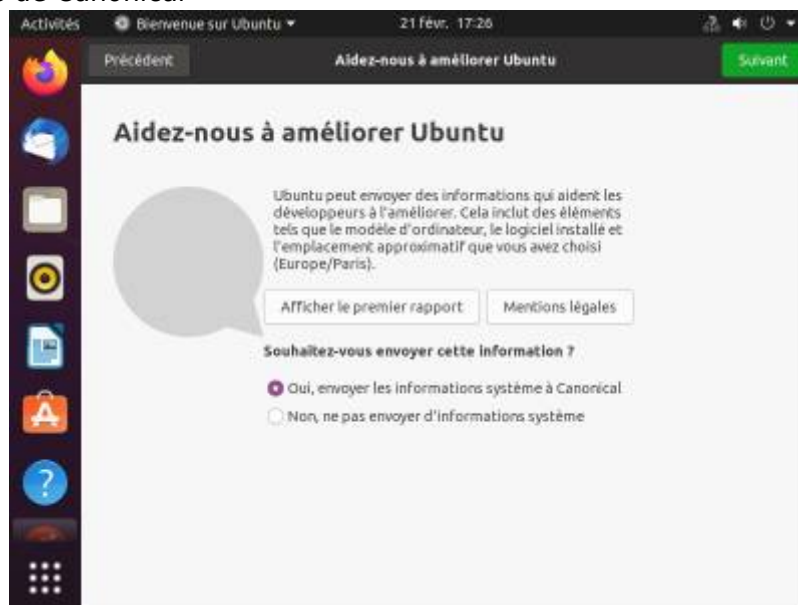 de Canonical
Activités
Bienvenue sur Ubuntu
21 févr. 17:26
Précédent
Aidez-nous à améliorer Ubuntu
Suivant
Aidez-nous à améliorer Ubuntu
Ubuntu peut envoyer des informations qui aident les
développeurs à l'améliorer. Cela inclut des éléments
tels que le modèle d'ordinateur, le logiciel installé et
l'emplacement approximatif que vous avez choisi
(Europe/Paris).
Afficher le premier rapport
Mentions légales
Souhaitez-vous envoyer cette information ?
Oui, envoyer les informations système à Canonical
Non, ne pas envoyer d'informations système